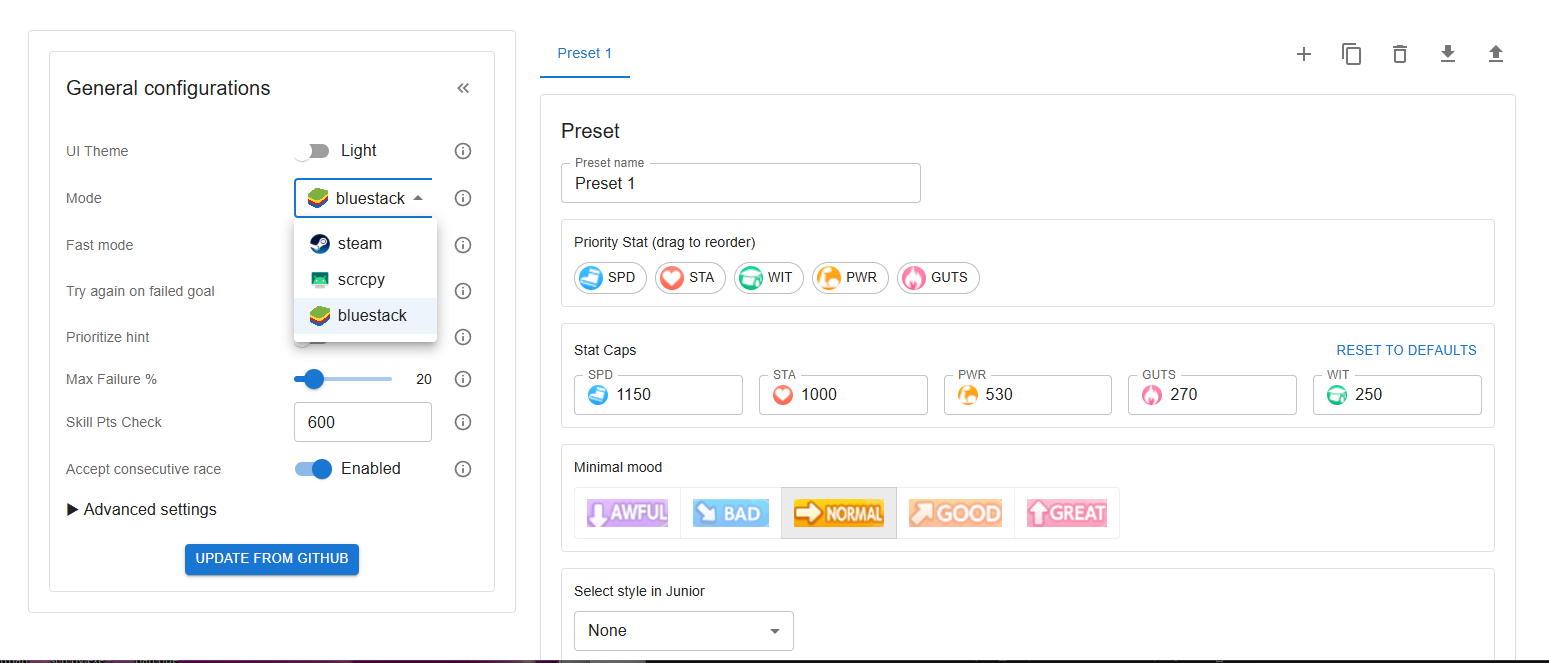 General configurations
UI Theme
Light
Mode
bluestack
steam
scrcpy
bluestack
Fast mode
Try again on failed goal
Prioritize hint
Max Failure %
20
Skill Pts Check
600
Accept consecutive race
Enabled
Advanced settings
UPDATE FROM GITHUB
Preset 1
Preset
Preset name
Preset 1
Priority Stat (drag to reorder)
SPD STA WIT PWR GUTS
Stat Caps
RESET TO DEFAULTS
SPD STA PWR GUTS WIT
1150 1000 530 270 250
Minimal mood
AWFUL BAD NORMAL GOOD GREAT
Select style in Junior
None